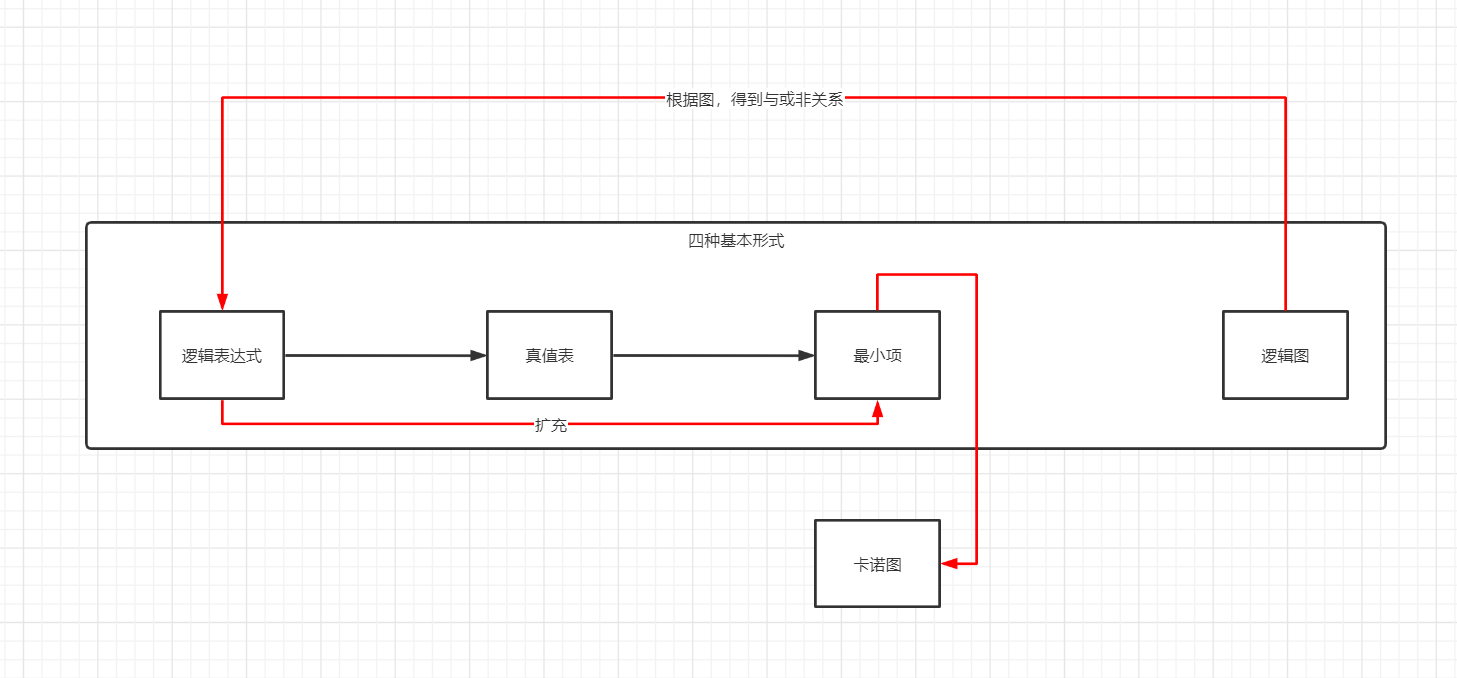 根据图，得到与或非关系
四种基本形式
逻辑表达式
真值表
最小项
逻辑图
扩充
卡诺图